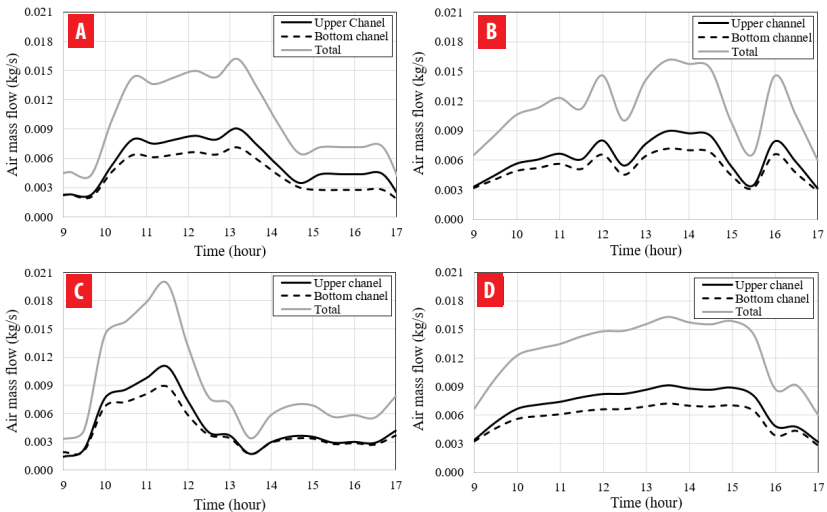 A
Upper Chanel
Bottom chanel
Total
Air mass flow (kg/s)
0.021
0.018
0.015
0.012
0.009
0.006
0.003
0.000
9 10 11 12 13 14 15 16 17
Time (hour)
B
Upper channel
Bottom channel
Total
Air mass flow (kg/s)
0.021
0.018
0.015
0.012
0.009
0.006
0.003
0.000
9 10 11 12 13 14 15 16 17
Time (hour)
C
Upper chanel
Bottom chanel
Total
Air mass flow (kg/s)
0.021
0.018
0.015
0.012
0.009
0.006
0.003
0.000
9 10 11 12 13 14 15 16 17
Time (hour)
D
Upper channel
Bottom channel
Total
Air mass flow (kg/s)
0.021
0.018
0.015
0.012
0.009
0.006
0.003
0.000
9 10 11 12 13 14 15 16 17
Time (hour)